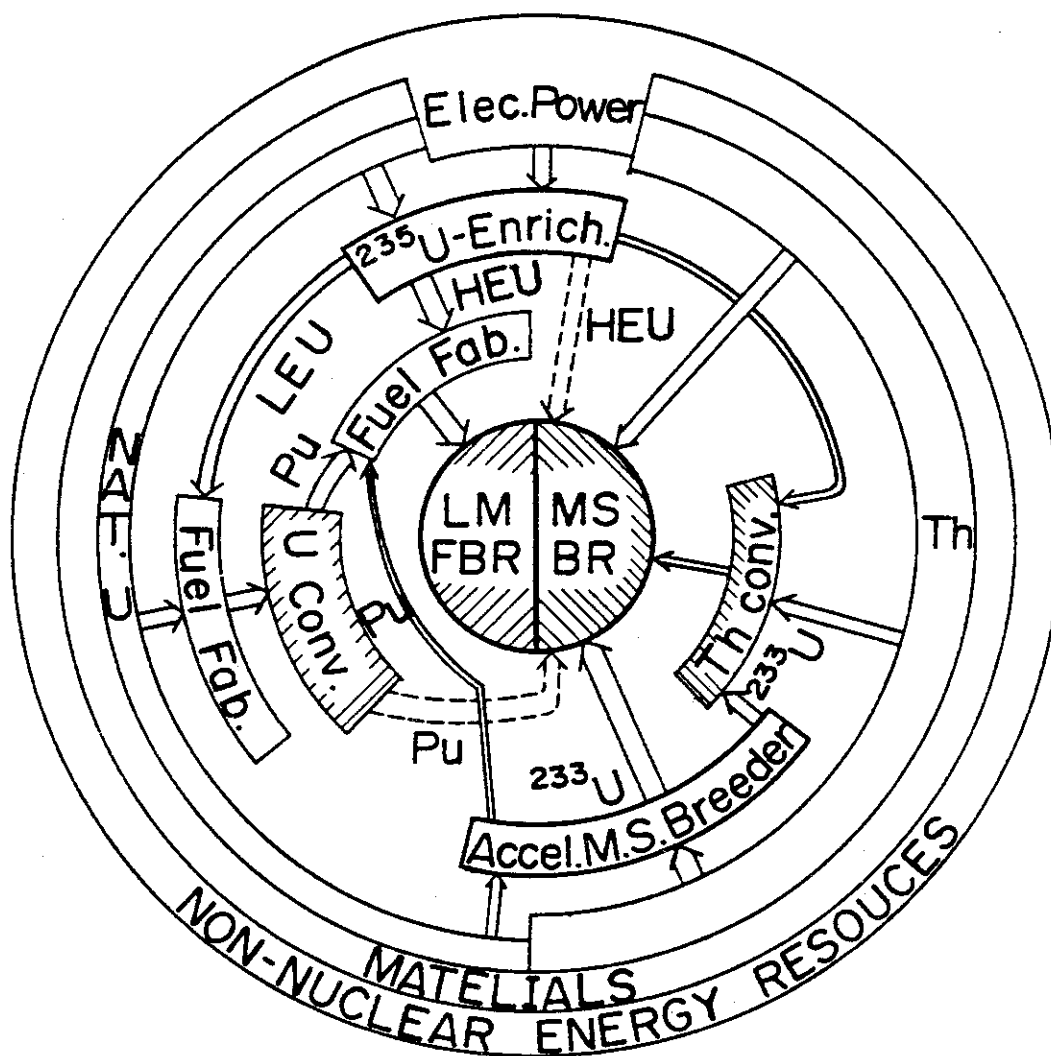 Elec.Power
²³⁵U-Enrich.
HEU
HEU
LEU
Fuel Fab.
Pu
NAT. U
Fuel Fab.
U Conv.
Pu
LM
FBR
MS
BR
Th conv.
Th
²³³U
Pu
²³³U
Accel.M.S.Breeder
MATELIALS
NON-NUCLEAR ENERGY RESOUCES